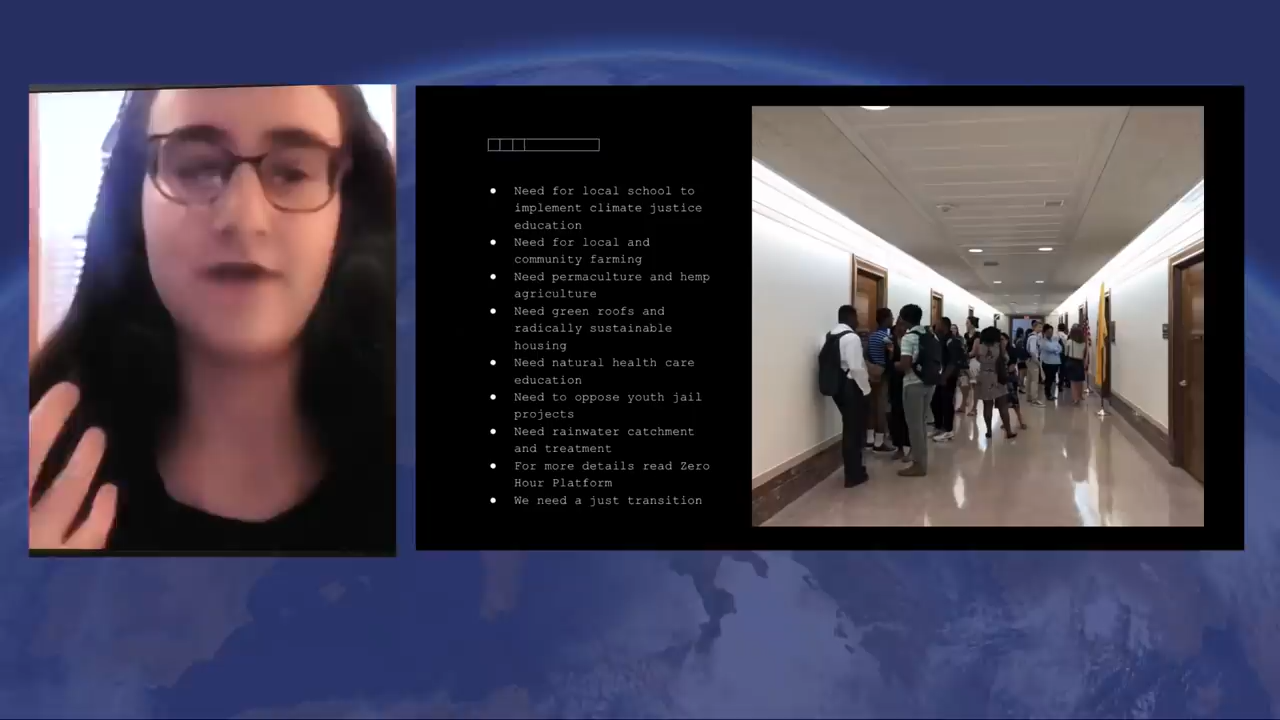 ● Need for local school to
implement climate justice
education
● Need for local and
community farming
● Need permaculture and hemp
agriculture
● Need green roofs and
radically sustainable
housing
● Need natural health care
education
● Need to oppose youth jail
projects
● Need rainwater catchment
and treatment
● For more details read Zero
Hour Platform
● We need a just transition